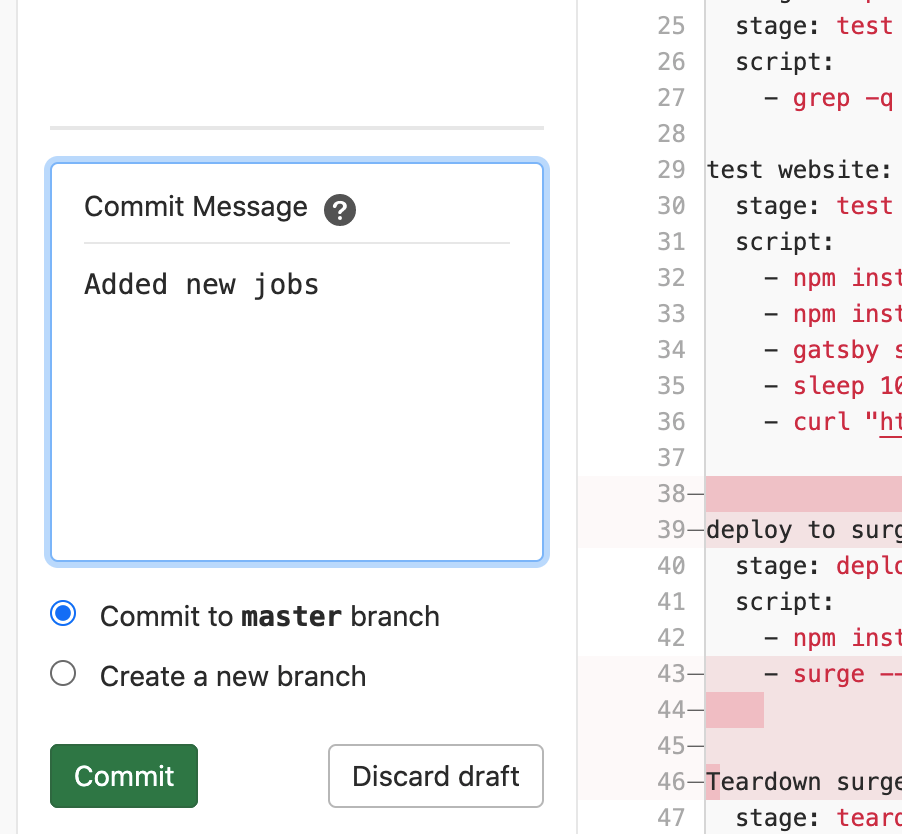 Commit Message ?
Added new jobs
Commit to master branch
Create a new branch
Commit
Discard draft
25 stage: test
26 script:
27 - grep -q
28
29 test website:
30 stage: test
31 script:
32 - npm inst
33 - npm inst
34 - gatsby s
35 - sleep 10
36 - curl "ht
37
38—
39—deploy to surg
40 stage: deplo
41 script:
42 - npm inst
43— - surge --
44—
45—
46—Teardown surge
47 stage: teard